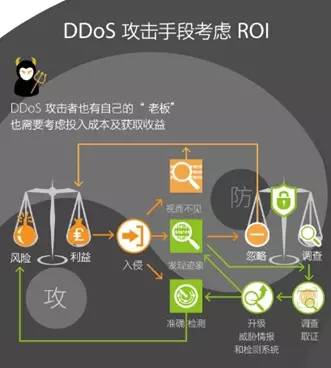 DDoS 攻击手段考虑 ROI
DDoS 攻击者也有自己的 “ 老板”
也需要考虑投入成本及获取收益
视而不见
防
风险
利益
入侵
发现迹象
忽略
调查
攻
准确 检测
升级
威胁情报
和检测系统
调查
取证